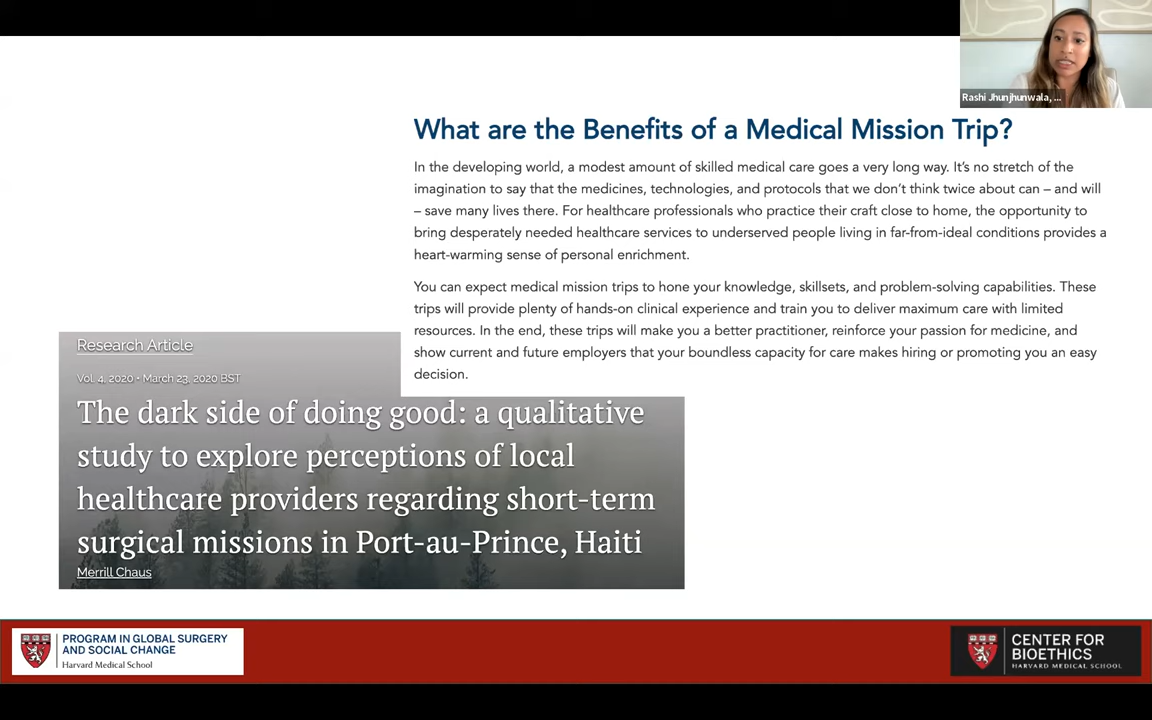 Rashi Jhunjhunwala, ...
What are the Benefits of a Medical Mission Trip?
In the developing world, a modest amount of skilled medical care goes a very long way. It's no stretch of the
imagination to say that the medicines, technologies, and protocols that we don't think twice about can – and will
– save many lives there. For healthcare professionals who practice their craft close to home, the opportunity to
bring desperately needed healthcare services to underserved people living in far-from-ideal conditions provides a
heart-warming sense of personal enrichment.
You can expect medical mission trips to hone your knowledge, skillsets, and problem-solving capabilities. These
trips will provide plenty of hands-on clinical experience and train you to deliver maximum care with limited
resources. In the end, these trips will make you a better practitioner, reinforce your passion for medicine, and
show current and future employers that your boundless capacity for care makes hiring or promoting you an easy
decision.
Research Article
Vol. 4, 2020 • March 23, 2020 BST
The dark side of doing good: a qualitative
study to explore perceptions of local
healthcare providers regarding short-term
surgical missions in Port-au-Prince, Haiti
Merrill Chaus
PROGRAM IN GLOBAL SURGERY
AND SOCIAL CHANGE
Harvard Medical School
CENTER FOR
BIOETHICS
HARVARD MEDICAL SCHOOL